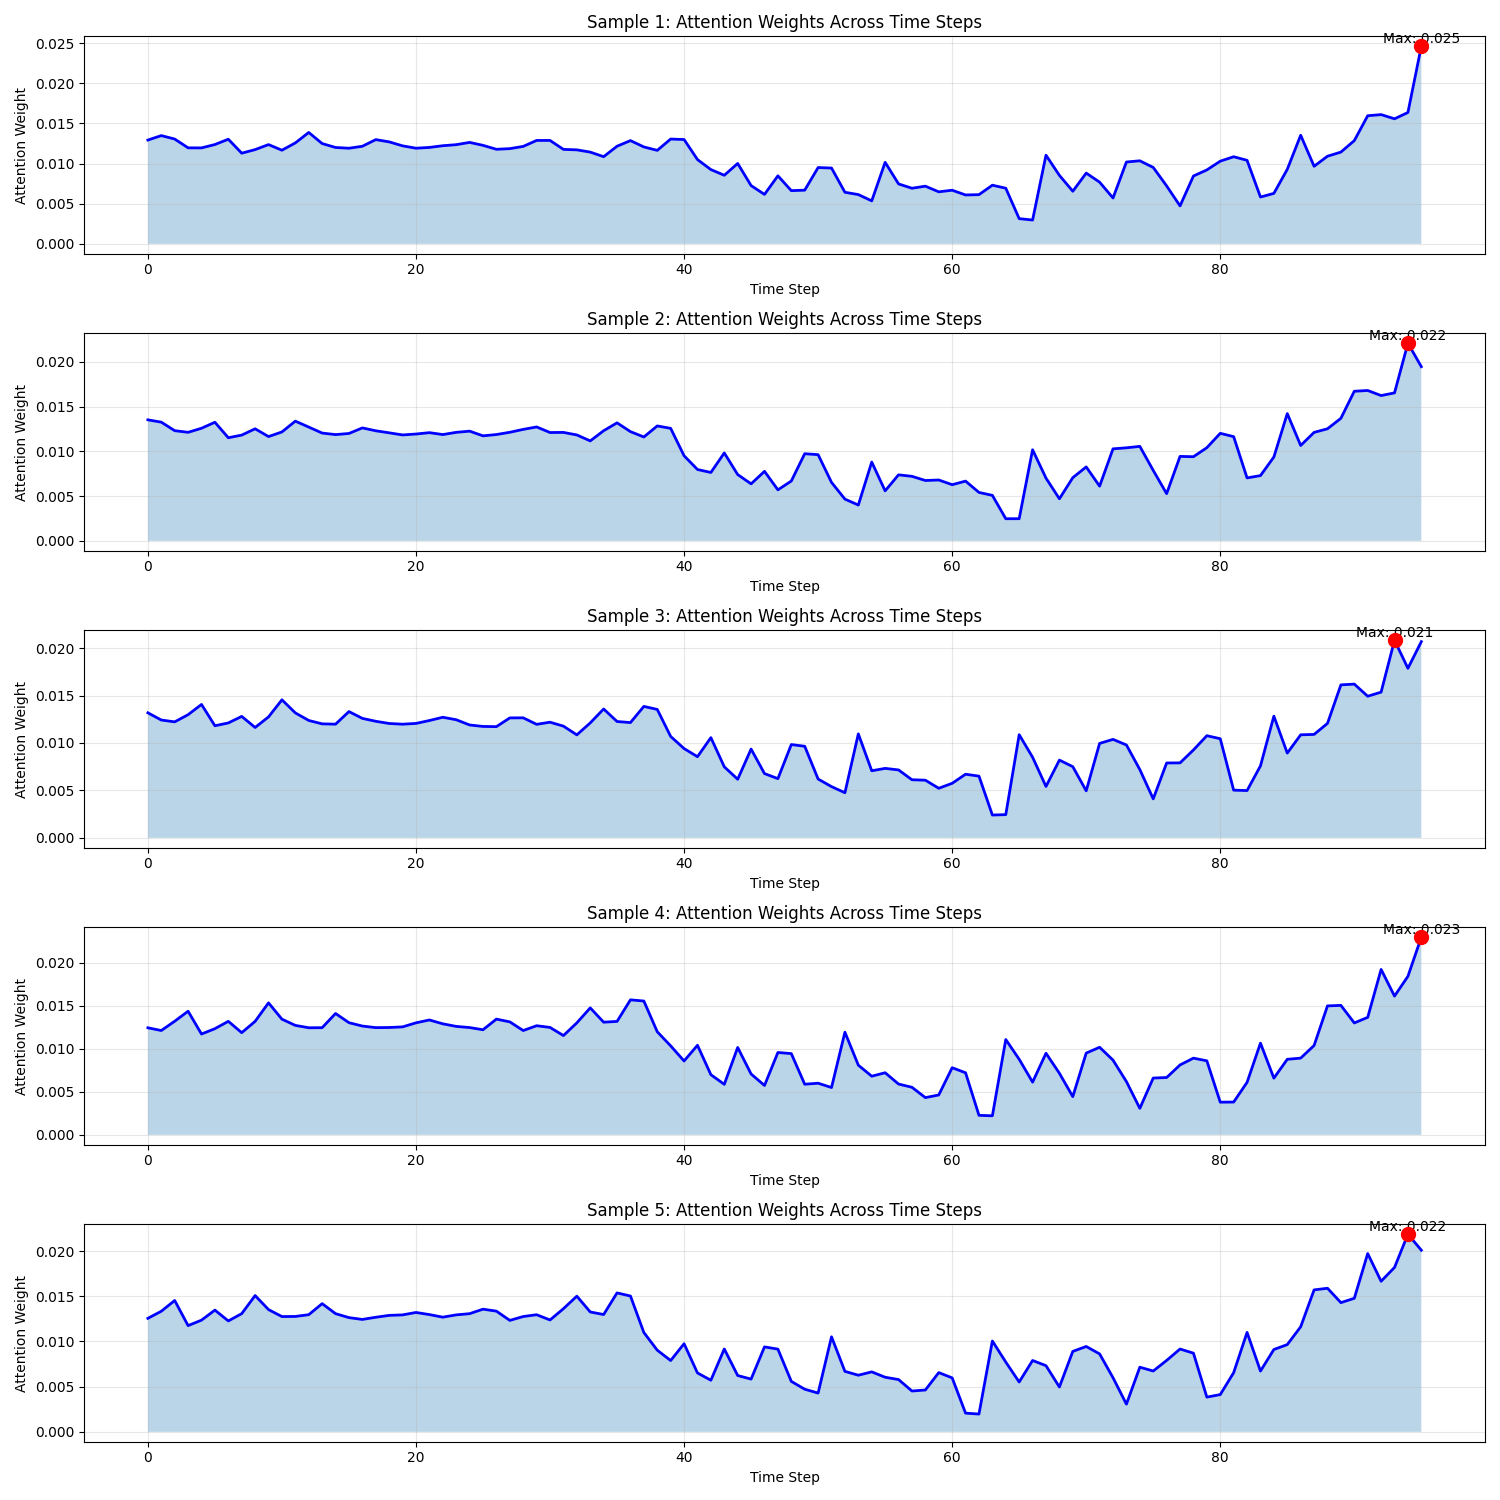 Sample 1: Attention Weights Across Time Steps
Max: 0.025
0.025
0.020
0.015
0.010
0.005
0.000
Attention Weight
0 20 40 60 80
Time Step
Sample 2: Attention Weights Across Time Steps
Max: 0.022
0.020
0.015
0.010
0.005
0.000
Attention Weight
0 20 40 60 80
Time Step
Sample 3: Attention Weights Across Time Steps
Max: 0.021
0.020
0.015
0.010
0.005
0.000
Attention Weight
0 20 40 60 80
Time Step
Sample 4: Attention Weights Across Time Steps
Max: 0.023
0.020
0.015
0.010
0.005
0.000
Attention Weight
0 20 40 60 80
Time Step
Sample 5: Attention Weights Across Time Steps
Max: 0.022
0.020
0.015
0.010
0.005
0.000
Attention Weight
0 20 40 60 80
Time Step